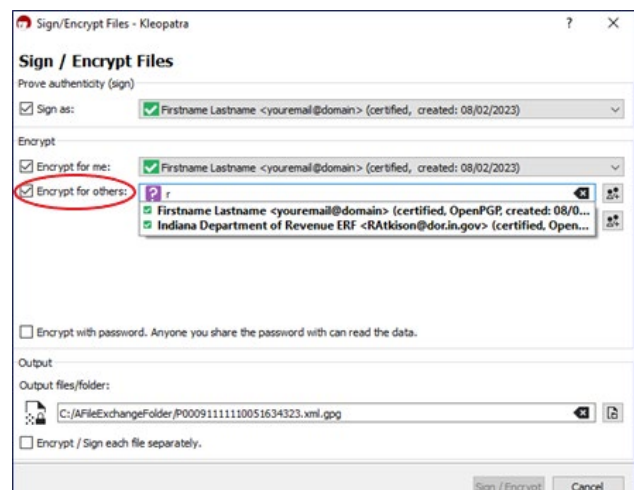 Sign/Encrypt Files - Kleopatra ? X
Sign / Encrypt Files
Prove authenticity (sign)
Sign as: Firstname Lastname <youremail@domain> (certified, created: 08/02/2023)
Encrypt
Encrypt for me: Firstname Lastname <youremail@domain> (certified, created: 08/02/2023)
Encrypt for others: ? r
Firstname Lastname <youremail@domain> (certified, OpenPGP, created: 08/0...
Indiana Department of Revenue ERF <RAtkison@dor.in.gov> (certified, Open...
Encrypt with password. Anyone you share the password with can read the data.
Output
Output files/folder:
C:/AFileExchangeFolder/P00091111110051634323.xml.gpg
Encrypt / Sign each file separately.
Sign / Encrypt Cancel